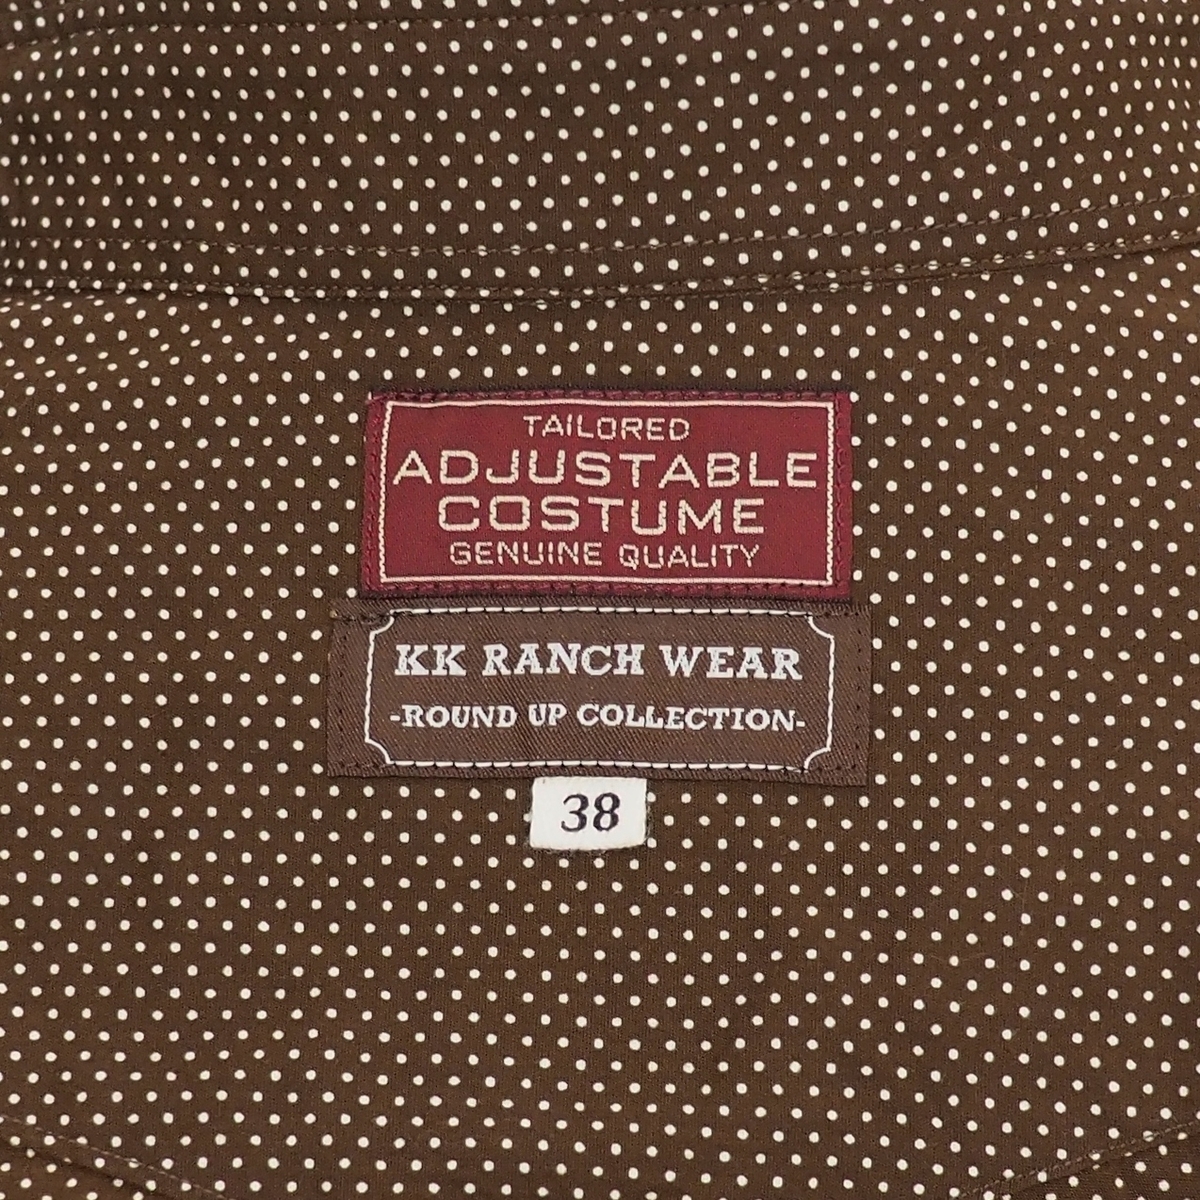 TAILORED
ADJUSTABLE
COSTUME
GENUINE QUALITY
KK RANCH WEAR
-ROUND UP COLLECTION-
38